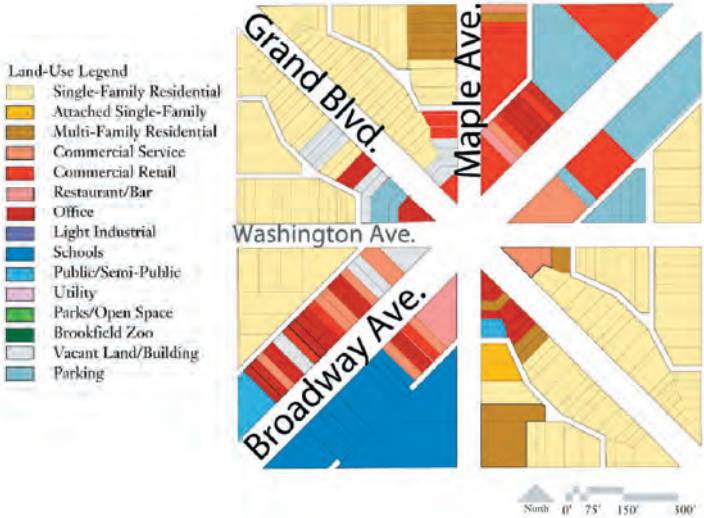 Land-Use Legend
Single-Family Residential
Attached Single-Family
Multi-Family Residential
Commercial Service
Commercial Retail
Restaurant/Bar
Office
Light Industrial
Schools
Public/Semi-Public
Utility
Parks/Open Space
Brookfield Zoo
Vacant Land/Building
Parking
Grand Blvd.
Maple Ave.
Washington Ave.
Broadway Ave.
North 0' 75' 150' 300'